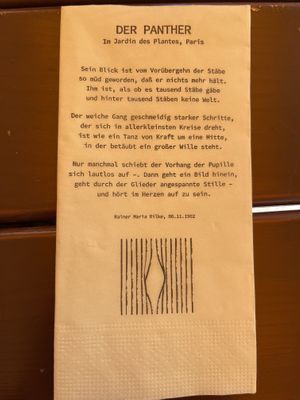 DER PANTHER
Im Jardin des Plantes, Paris
Sein Blick ist vom Vorübergehn der Stäbe
so müd geworden, daß er nichts mehr hält.
Ihm ist, als ob es tausend Stäbe gäbe
und hinter tausend Stäben keine Welt.
Der weiche Gang geschmeidig starker Schritte,
der sich im allerkleinsten Kreise dreht,
ist wie ein Tanz von Kraft um eine Mitte,
in der betäubt ein großer Wille steht.
Nur manchmal schiebt der Vorhang der Pupille
sich lautlos auf –. Dann geht ein Bild hinein,
geht durch der Glieder angespannte Stille –
und hört im Herzen auf zu sein.
Rainer Maria Rilke, 06.11.1902